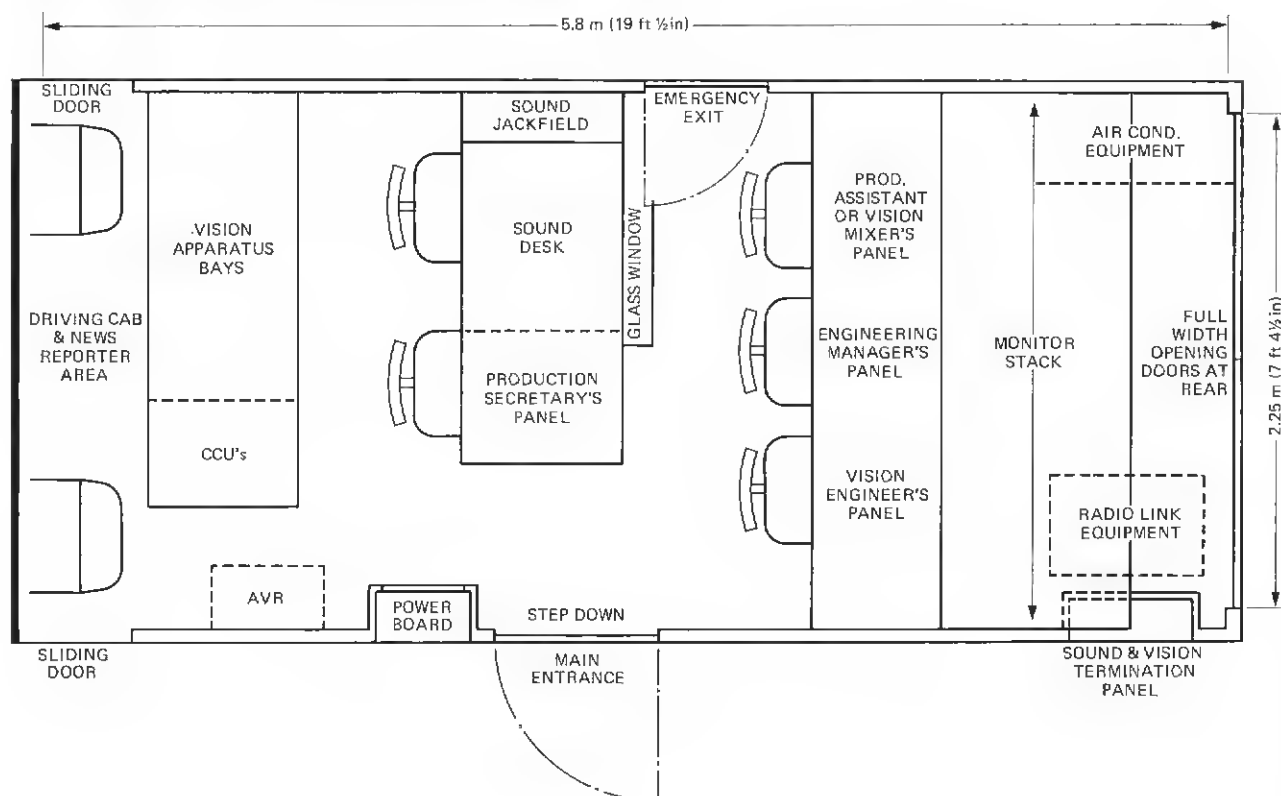 5.8 m (19 ft ½in)
SLIDING
DOOR
SOUND
JACKFIELD
EMERGENCY
EXIT
AIR COND.
EQUIPMENT
VISION
APPARATUS
BAYS
SOUND
DESK
GLASS WINDOW
PROD.
ASSISTANT
OR VISION
MIXER'S
PANEL
DRIVING CAB
& NEWS
REPORTER
AREA
PRODUCTION
SECRETARY'S
PANEL
ENGINEERING
MANAGER'S
PANEL
MONITOR
STACK
FULL
WIDTH
OPENING
DOORS AT
REAR
2.25 m (7 ft 4½in)
CCU's
VISION
ENGINEER'S
PANEL
RADIO LINK
EQUIPMENT
AVR
POWER
BOARD
STEP DOWN
SLIDING
DOOR
MAIN
ENTRANCE
SOUND & VISION
TERMINATION
PANEL